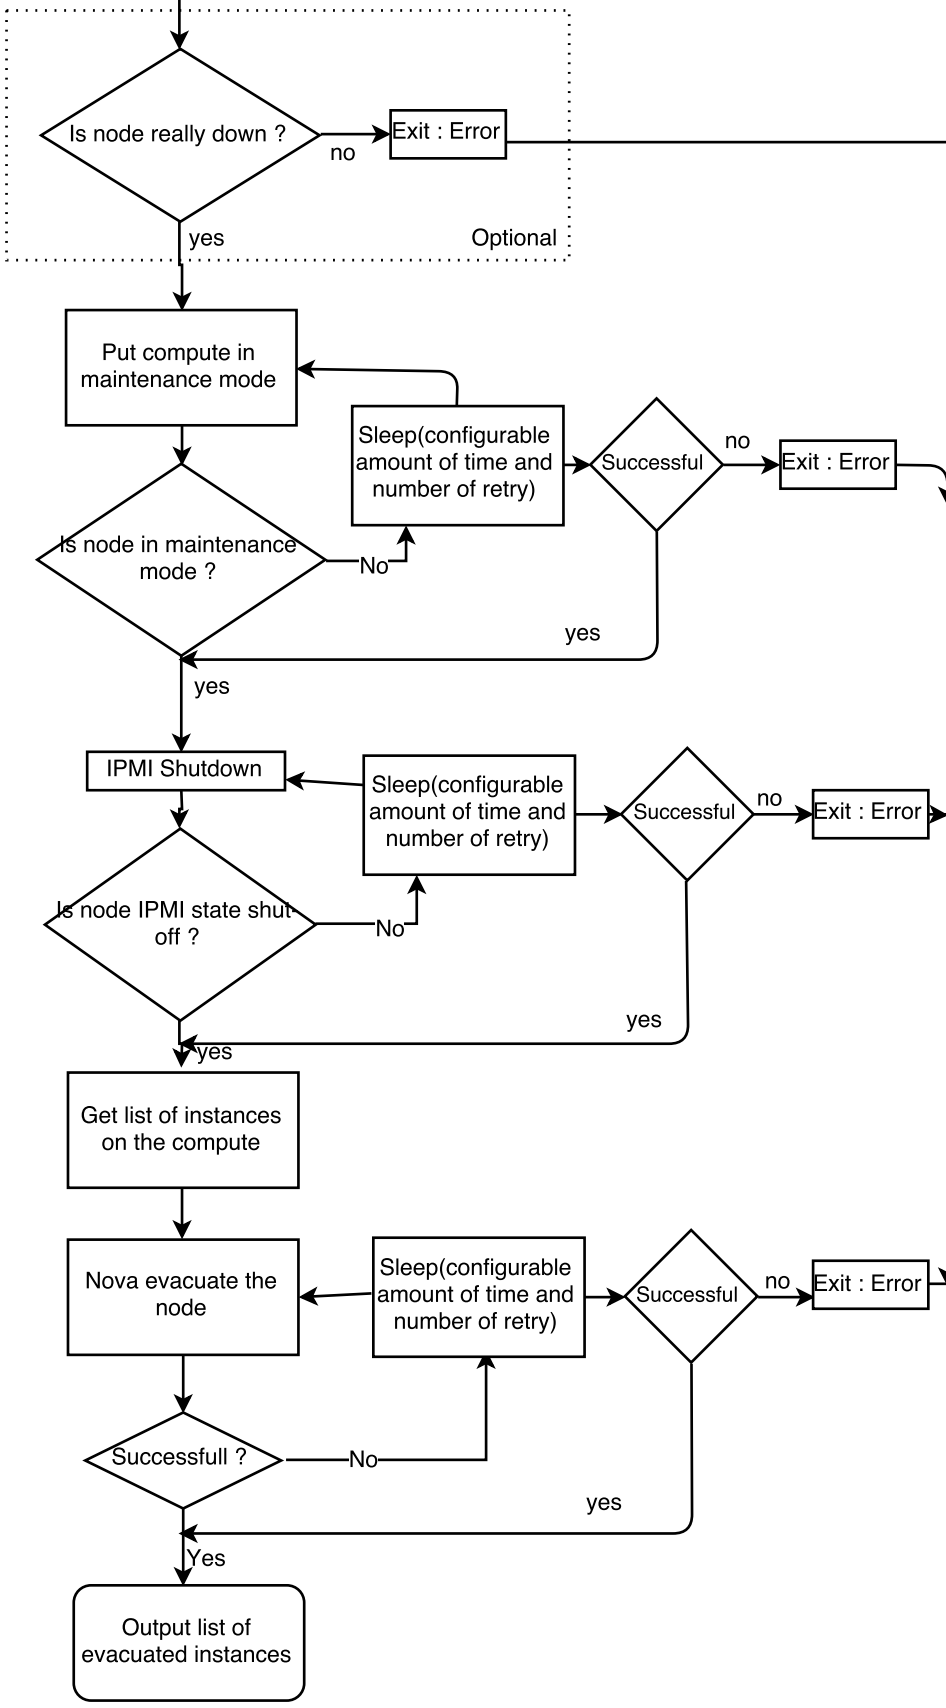 Is node really down ?
no
Exit : Error
yes
Optional
Put compute in
maintenance mode
Sleep(configurable
amount of time and
number of retry)
Successful
no
Exit : Error
Is node in maintenance
mode ?
No
yes
yes
IPMI Shutdown
Sleep(configurable
amount of time and
number of retry)
Successful
no
Exit : Error
Is node IPMI state shut-
off ?
No
yes
yes
Get list of instances
on the compute
Nova evacuate the
node
Sleep(configurable
amount of time and
number of retry)
Successful
no
Exit : Error
Successfull ?
No
yes
Yes
Output list of
evacuated instances